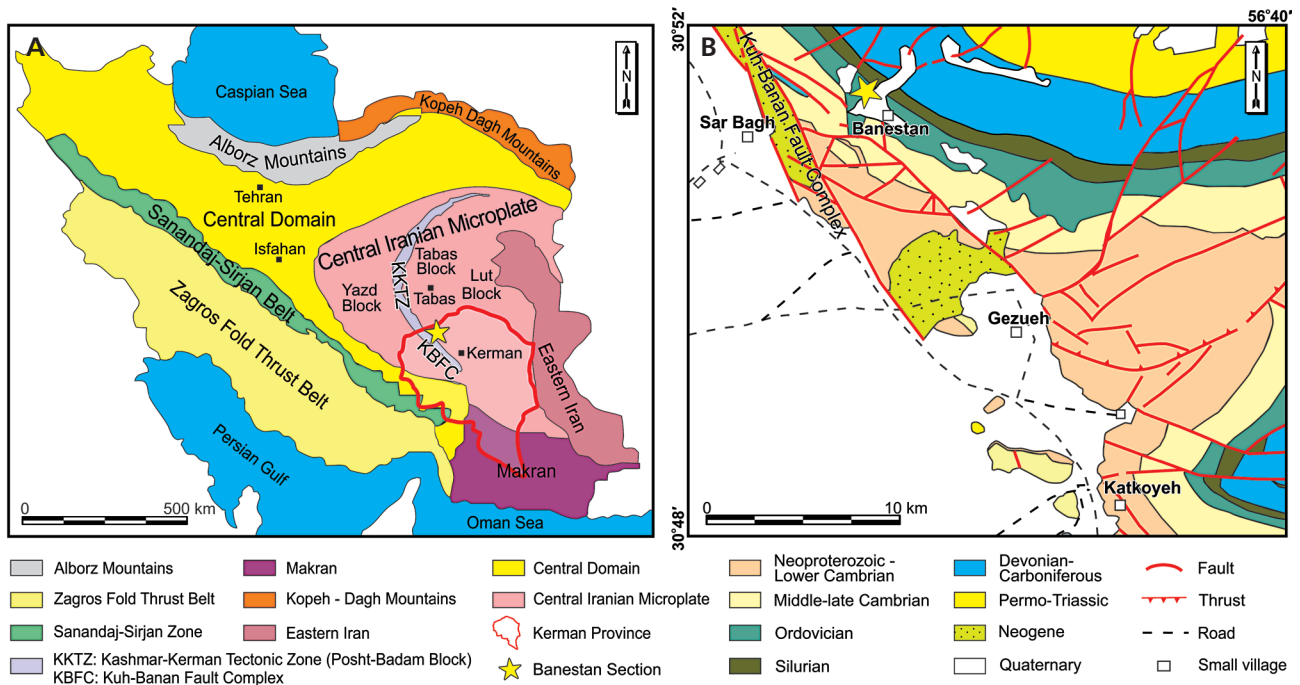 A
N
Caspian Sea
Kopeh Dagh Mountains
Alborz Mountains
Tehran
Central Domain
Isfahan
Sanandaj-Sirjan Belt
Zagros Fold Thrust Belt
Central Iranian Microplate
Tabas
Block
KKTZ
Yazd
Block
Tabas
Lut
Block
KBFC
Kerman
Eastern Iran
Persian Gulf
Makran
Oman Sea
0 500 km
B
30°52'
56°40'
N
Kuh-Banan Fault Complex
Sar Bagh
Banestan
Gezueh
Katkoyeh
0 10 km
30°48'
Alborz Mountains
Zagros Fold Thrust Belt
Sanandaj-Sirjan Zone
KKTZ: Kashmar-Kerman Tectonic Zone (Posht-Badam Block)
KBFC: Kuh-Banan Fault Complex
Makran
Kopeh - Dagh Mountains
Eastern Iran
Central Domain
Central Iranian Microplate
Kerman Province
Banestan Section
Neoproterozoic -
Lower Cambrian
Middle-late Cambrian
Ordovician
Silurian
Devonian-
Carboniferous
Permo-Triassic
Neogene
Quaternary
Fault
Thrust
Road
Small village